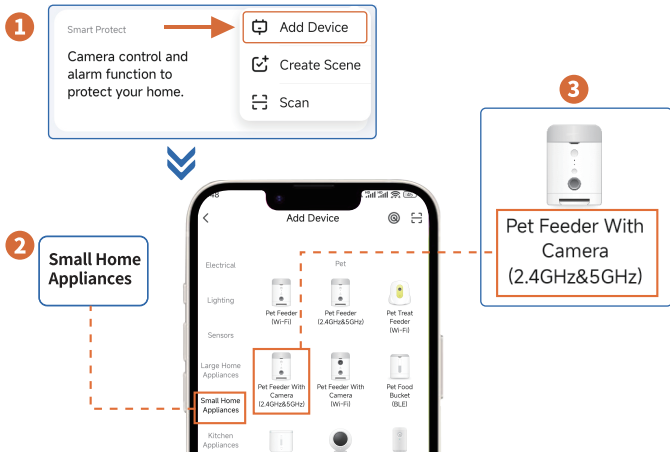 1
Smart Protect
Camera control and
alarm function to
protect your home.
Add Device
Create Scene
Scan
3
Pet Feeder With
Camera
(2.4GHz&5GHz)
2
Small Home
Appliances
Add Device
Electrical
Lighting
Sensors
Large Home
Appliances
Small Home
Appliances
Kitchen
Appliances
Pet
Pet Feeder
(Wi-Fi)
Pet Feeder
(2.4GHz&5GHz)
Pet Treat
Feeder
(Wi-Fi)
Pet Feeder With
Camera
(2.4GHz&5GHz)
Pet Feeder With
Camera
(Wi-Fi)
Pet Food
Bucket
(BLE)